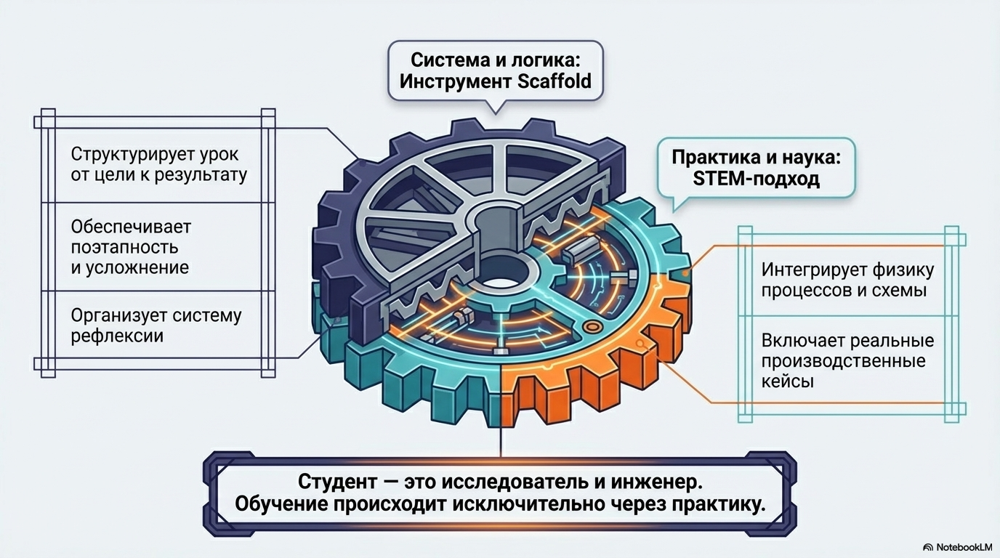 Система и логика:
Инструмент Scaffold
Структурирует урок
от цели к результату
Обеспечивает
поэтапность
и усложнение
Организует систему
рефлексии
Практика и наука:
STEM-подход
Интегрирует физику
процессов и схемы
Включает реальные
производственные
кейсы
Студент — это исследователь и инженер.
Обучение происходит исключительно через практику.
NotebookLM